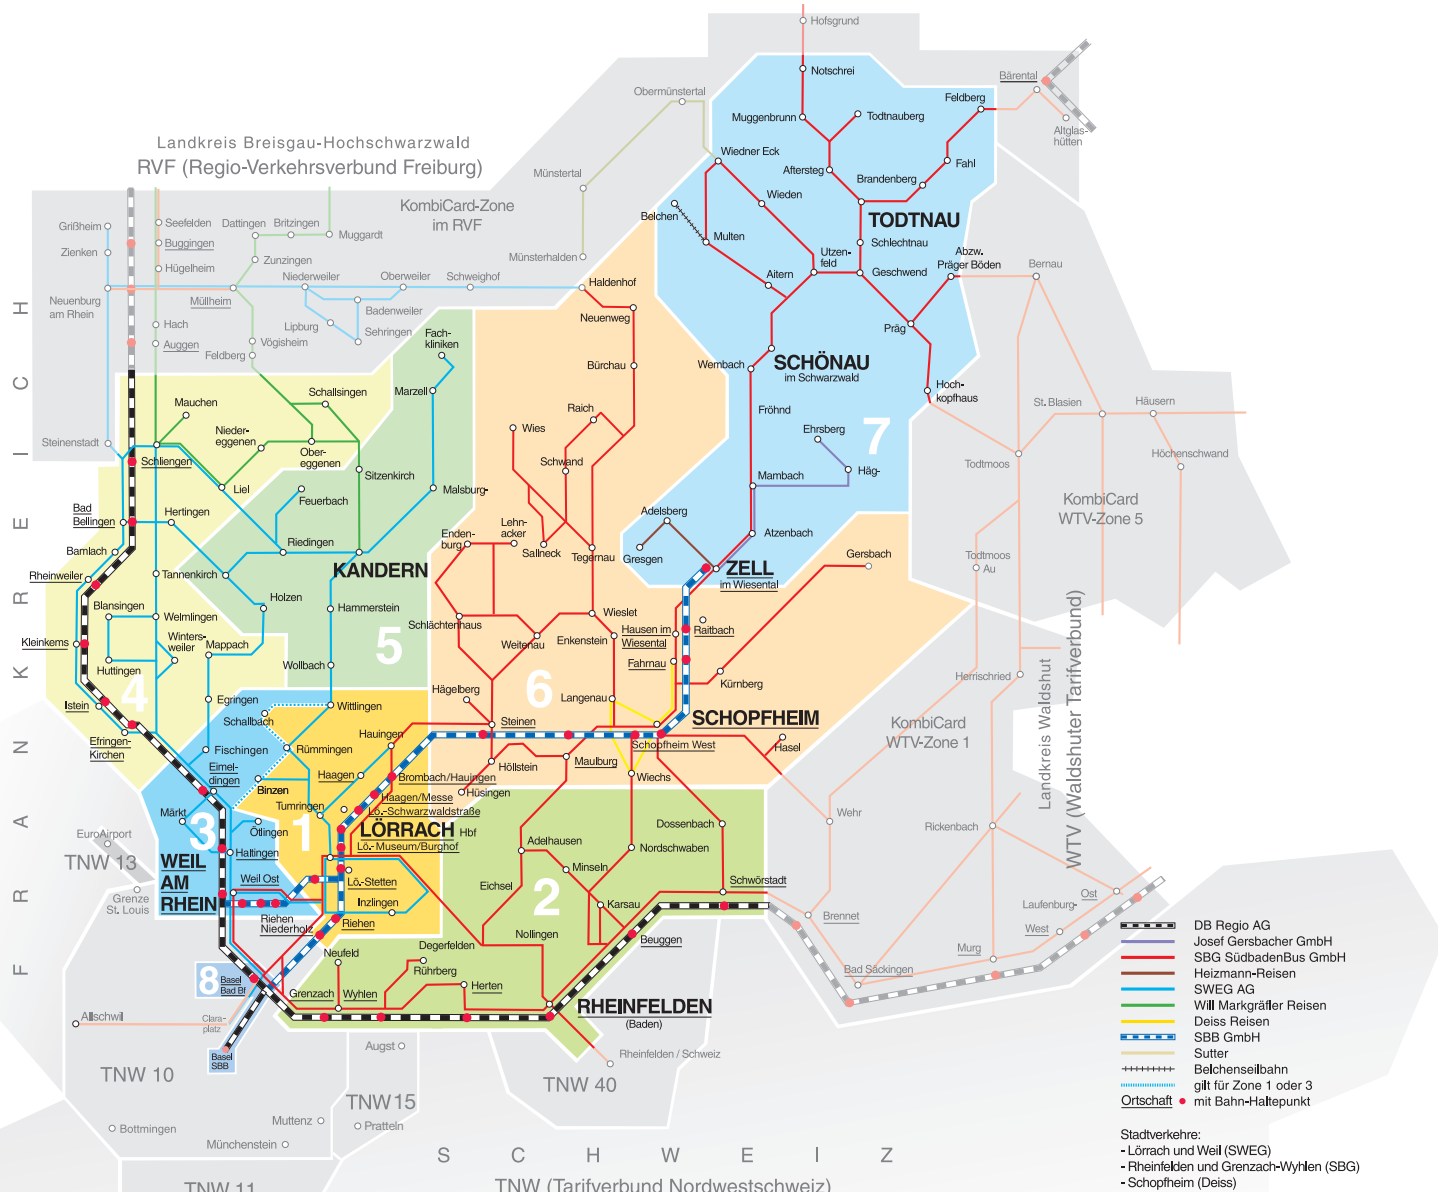 Hofsgrund
Notschrei
Bärental
Feldberg
Altglas-
hütten
Obermünstertal
Muggenbrunn
Todtnauberg
Landkreis Breisgau-Hochschwarzwald
RVF (Regio-Verkehrsverbund Freiburg)
Wiedner Eck
Aftersteg
Fahl
Brandenberg
Münstertal
Wieden
KombiCard-Zone
im RVF
Belchen
TODTNAU
Grißheim
Seefelden
Dattingen
Britzingen
Muggardt
Multen
Schlechtnau
Zienken
Buggingen
Zunzingen
Münsterhalden
Utzen-
feld
Abzw.
Präger Böden
Bernau
Hügelheim
Niederweiler
Oberweiler
Schweighof
Haldenhof
Aitern
Geschwend
Neuenburg
am Rhein
Müllheim
Badenweiler
Neuenweg
Präg
Hach
Lipburg
Sehringen
Fach-
kliniken
Auggen
Vögisheim
Feldberg
Bürchau
Wembach
SCHÖNAU
im Schwarzwald
Hoch-
kopfhaus
Schallsingen
Marzell
Mauchen
Raich
Fröhnd
St. Blasien
Häusern
Steinenstadt
Nieder-
eggenen
Ober-
eggenen
Wies
Ehrsberg
7
Höchenschwand
Schliengen
Sitzenkirch
Schwand
Mambach
Häg-
Todtmoos
Liel
Feuerbach
Malsburg-
KombiCard
WTV-Zone 5
Bad
Bellingen
Hertingen
Lehn-
acker
Enden-
burg
Adelsberg
Atzenbach
Riedingen
Sallneck
Tegernau
Gresgen
Gersbach
Bamlach
Todtmoos
Au
Rheinweiler
Tannenkirch
KANDERN
ZELL
im Wiesental
Blansingen
Holzen
Hammerstein
Welmlingen
Schlächtenhaus
Wieslet
Raitbach
Weitenau
Enkenstein
Hausen im
Wiesental
Kleinkems
Winters-
weiler
Mappach
5
Wollbach
Fahrnau
Huttingen
4
Kürnberg
Herrischried
Istein
Egringen
Wittlingen
Hägelberg
6
Langenau
Schallbach
Steinen
SCHOPFHEIM
KombiCard
WTV-Zone 1
Efringen-
Kirchen
Fischingen
Rümmingen
Hauingen
Schopfheim West
Hasel
Eimel-
dingen
Haagen
Höllstein
Maulburg
Wiechs
Binzen
Brombach/Hauingen
Hüsingen
Landkreis Waldshut
WTV (Waldshuter Tarifverbund)
Märkt
Tumringen
Haagen/Messe
Lö.-Schwarzwaldstraße
Wehr
Rickenbach
EuroAirport
3
Ötlingen
1
LÖRRACH Hbf
Dossenbach
TNW 13
Haltingen
Lö.-Museum/Burghof
Adelhausen
Nordschwaben
WEIL
AM
RHEIN
Weil Ost
Lö.-Stetten
Minseln
Eichsel
2
Schwörstadt
Grenze
St. Louis
Inzlingen
Karsau
Ost
Laufenburg-
West
Riehen
Niederholz
Riehen
Nollingen
Brennet
Beuggen
Degerfelden
Neufeld
Rührberg
Murg
Bad Säckingen
8
Basel
Bad Bf
Grenzach
Wyhlen
Herten
RHEINFELDEN
(Baden)
Allschwil
Clara-
platz
Basel
SBB
Augst
Rheinfelden / Schweiz
TNW 10
TNW 40
TNW 15
Bottmingen
Muttenz
Pratteln
Münchenstein
TNW 11
FRANKREICH
SCHWEIZ
TNW (Tarifverbund Nordwestschweiz)
DB Regio AG
Josef Gersbacher GmbH
SBG SüdbadenBus GmbH
Heizmann-Reisen
SWEG AG
Will Markgräfler Reisen
Deiss Reisen
SBB GmbH
Sutter
Belchenseilbahn
gilt für Zone 1 oder 3
Ortschaft mit Bahn-Haltepunkt
Stadtverkehre:
- Lörrach und Weil (SWEG)
- Rheinfelden und Grenzach-Wyhlen (SBG)
- Schopfheim (Deiss)